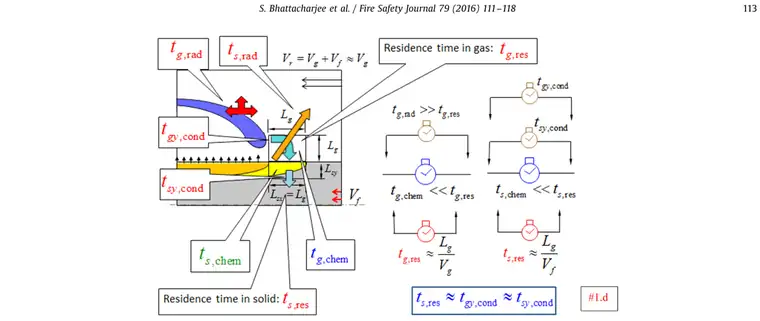 S. Bhattacharjee et al. / Fire Safety Journal 79 (2016) 111–118
113
t_g,rad
t_s,rad
V_r = V_g + V_f ≈ V_g
Residence time in gas: t_g,res
L_g
t_gy,cond
L_g
t_sy,cond
L_sy
L_sx = L_g
V_f
t_s,chem
t_g,chem
Residence time in solid: t_s,res
t_g,rad >> t_g,res
t_g,chem << t_g,res
t_g,res ≈ L_g / V_g
t_gy,cond
t_sy,cond
t_s,chem << t_s,res
t_s,res ≈ L_g / V_f
t_s,res ≈ t_gy,cond ≈ t_sy,cond
#1.d